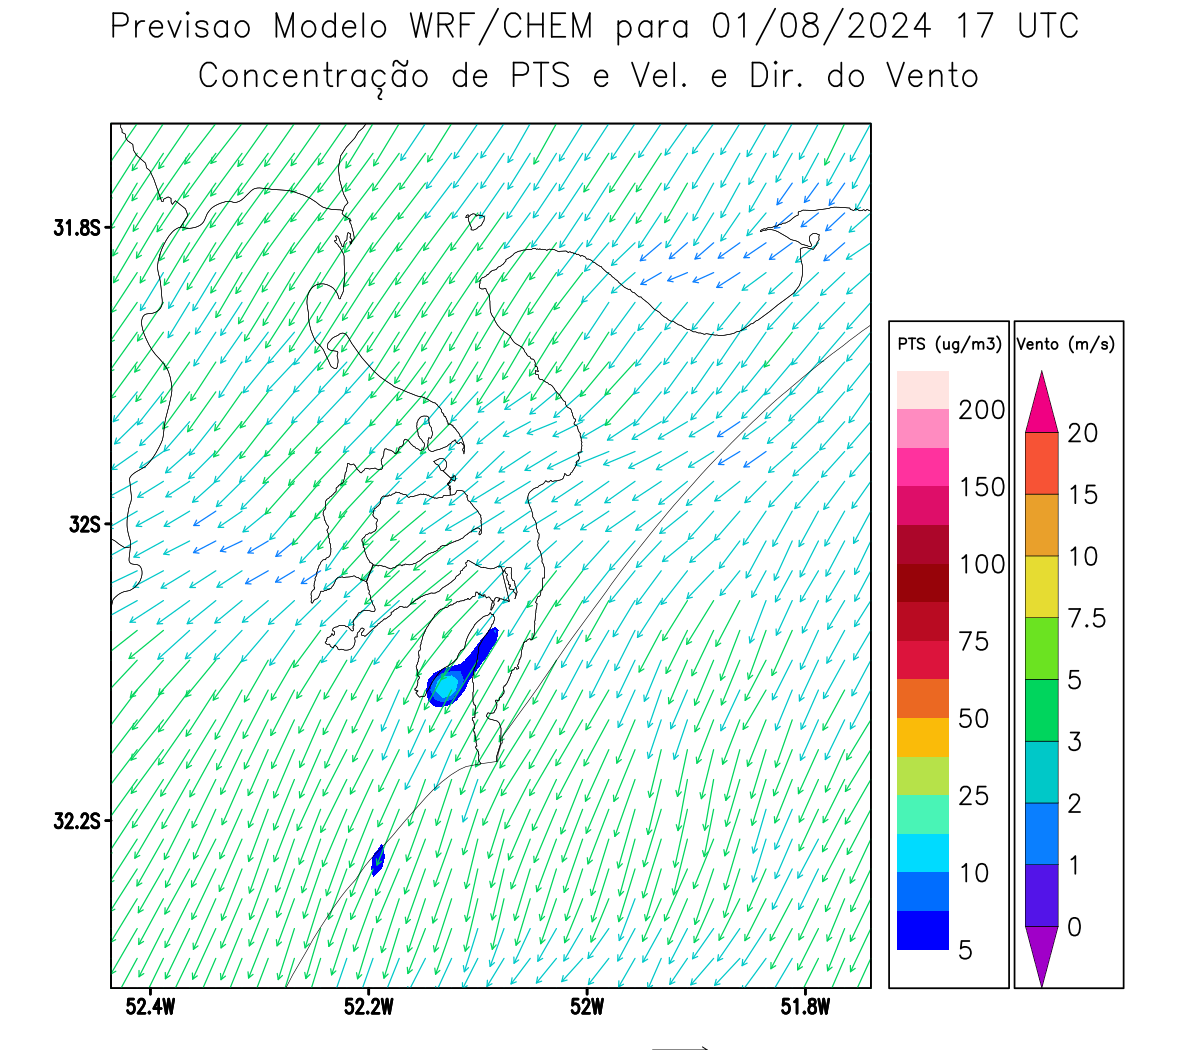 Previsao Modelo WRF/CHEM para 01/08/2024 17 UTC
Concentração de PTS e Vel. e Dir. do Vento
31.8S
32S
32.2S
52.4W
52.2W
52W
51.8W
PTS (ug/m3)
200
150
100
75
50
25
10
5
Vento (m/s)
20
15
10
7.5
5
3
2
1
0